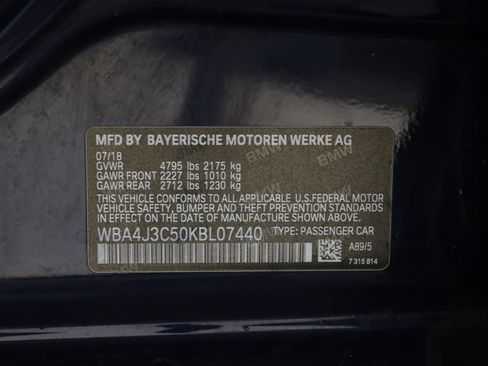 MFD BY BAYERISCHE MOTOREN WERKE AG
07/18
GVWR 4795 lbs 2175 kg
GAWR FRONT 2227 lbs 1010 kg
GAWR REAR 2712 lbs 1230 kg
THIS VEHICLE CONFORMS TO ALL APPLICABLE U.S.FEDERAL MOTOR
VEHICLE SAFETY, BUMPER, AND THEFT PREVENTION STANDARDS IN
EFFECT ON THE DATE OF MANUFACTURE SHOWN ABOVE.
WBA4J3C50KBL07440 TYPE: PASSENGER CAR
A89/5
7 315 814